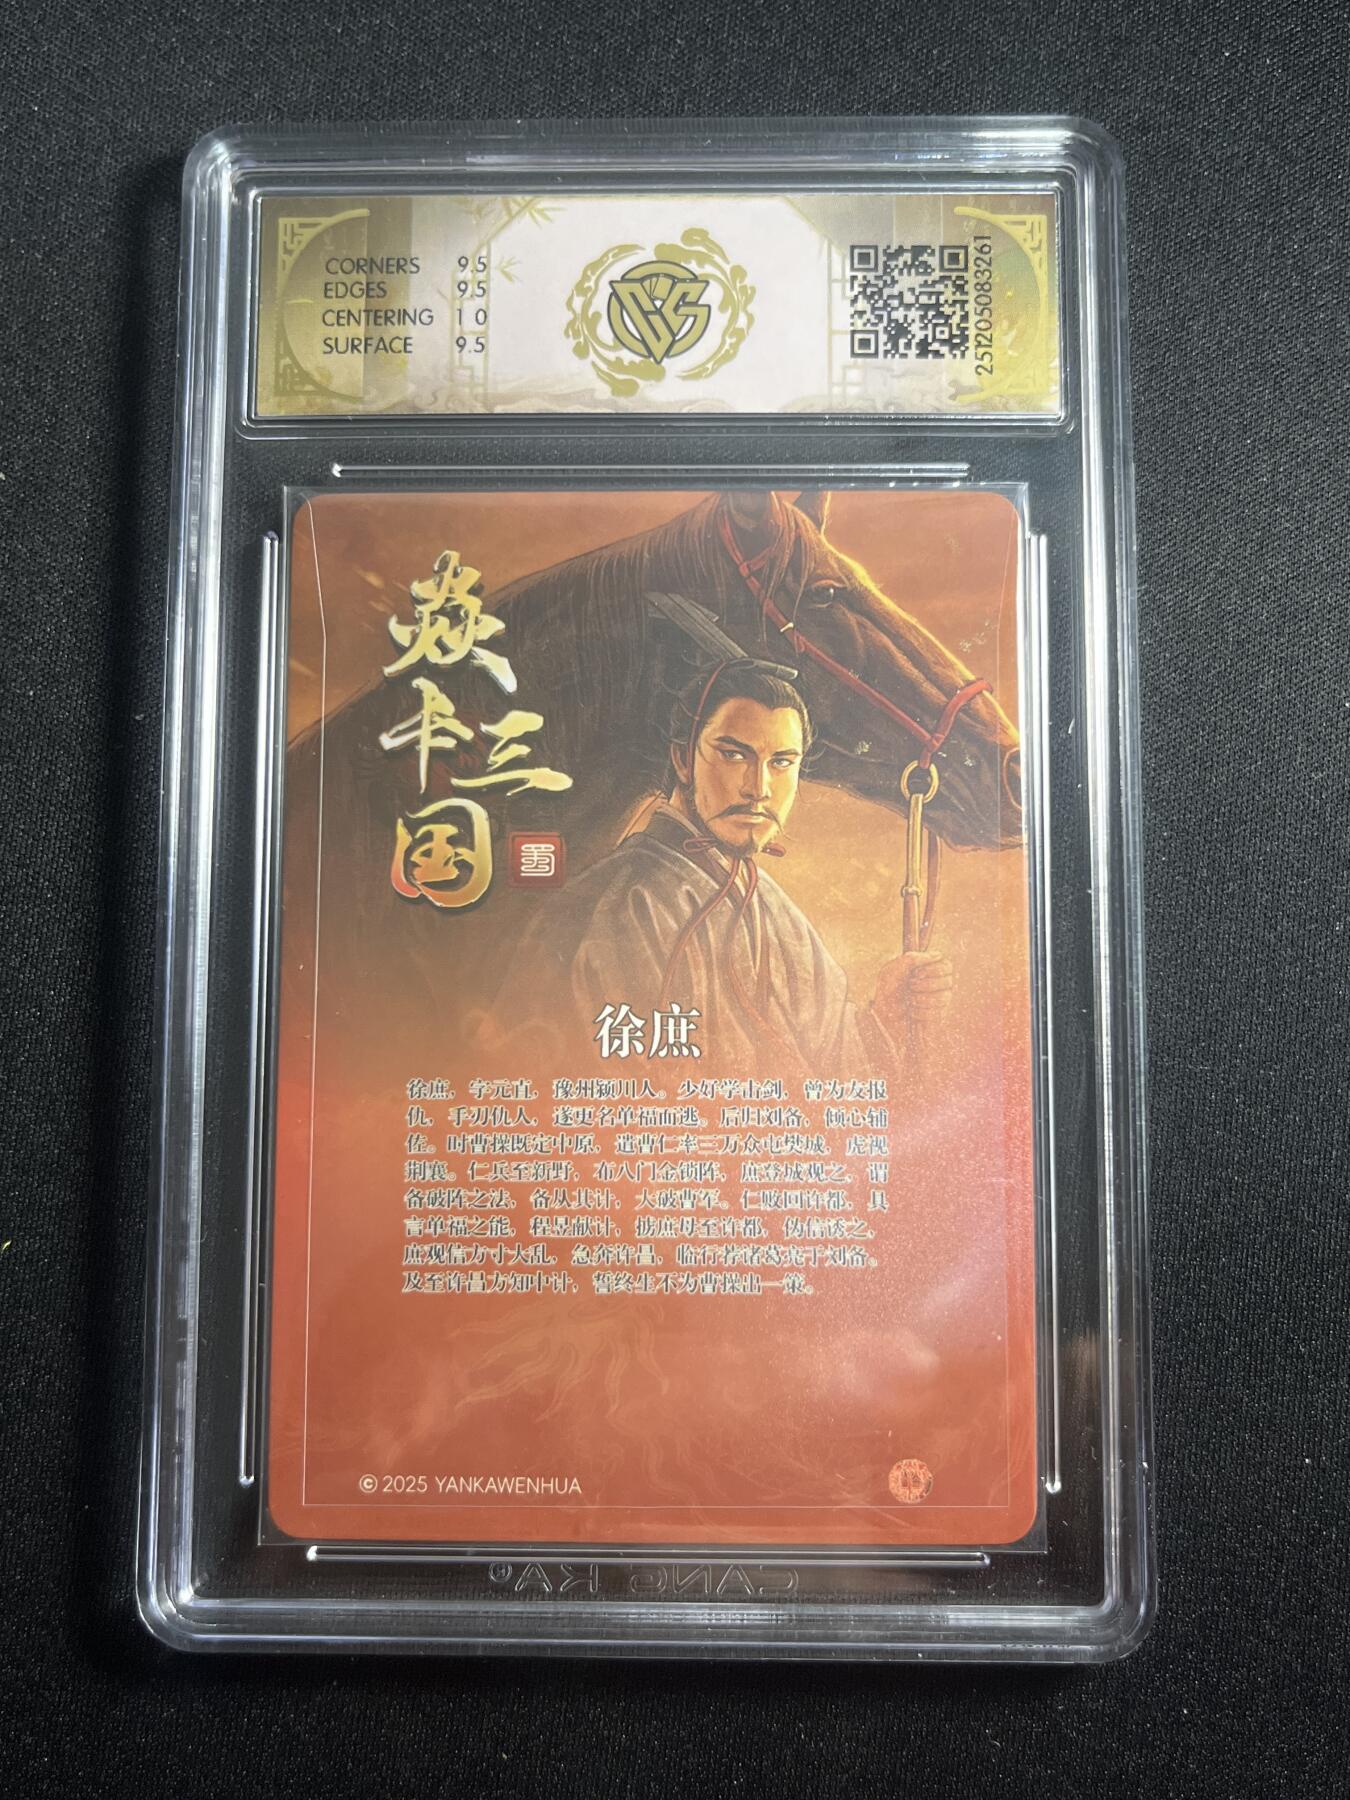 CORNERS 9.5
EDGES 9.5
CENTERING 10
SURFACE 9.5
251205083261
焱卡三国
蜀
徐庶
徐庶，字元直，豫州颍川人。少好学击剑，曾为友报
仇，手刃仇人，遂更名单福而逃。后归刘备，倾心辅
佐。时曹操既定中原，遣曹仁率三万众屯樊城，虎视
荆襄。仁兵至新野，布八门金锁阵，庶登城观之，谓
备破阵之法，备从其计，大破曹军。仁败回许都，具
言单福之能，程昱献计，掳庶母至许都，伪信诱之，
庶观信方寸大乱，急奔许昌，临行荐诸葛亮于刘备。
及至许昌方知中计，誓终生不为曹操出一策。
© 2025 YANKAWENHUA
CANG KA®